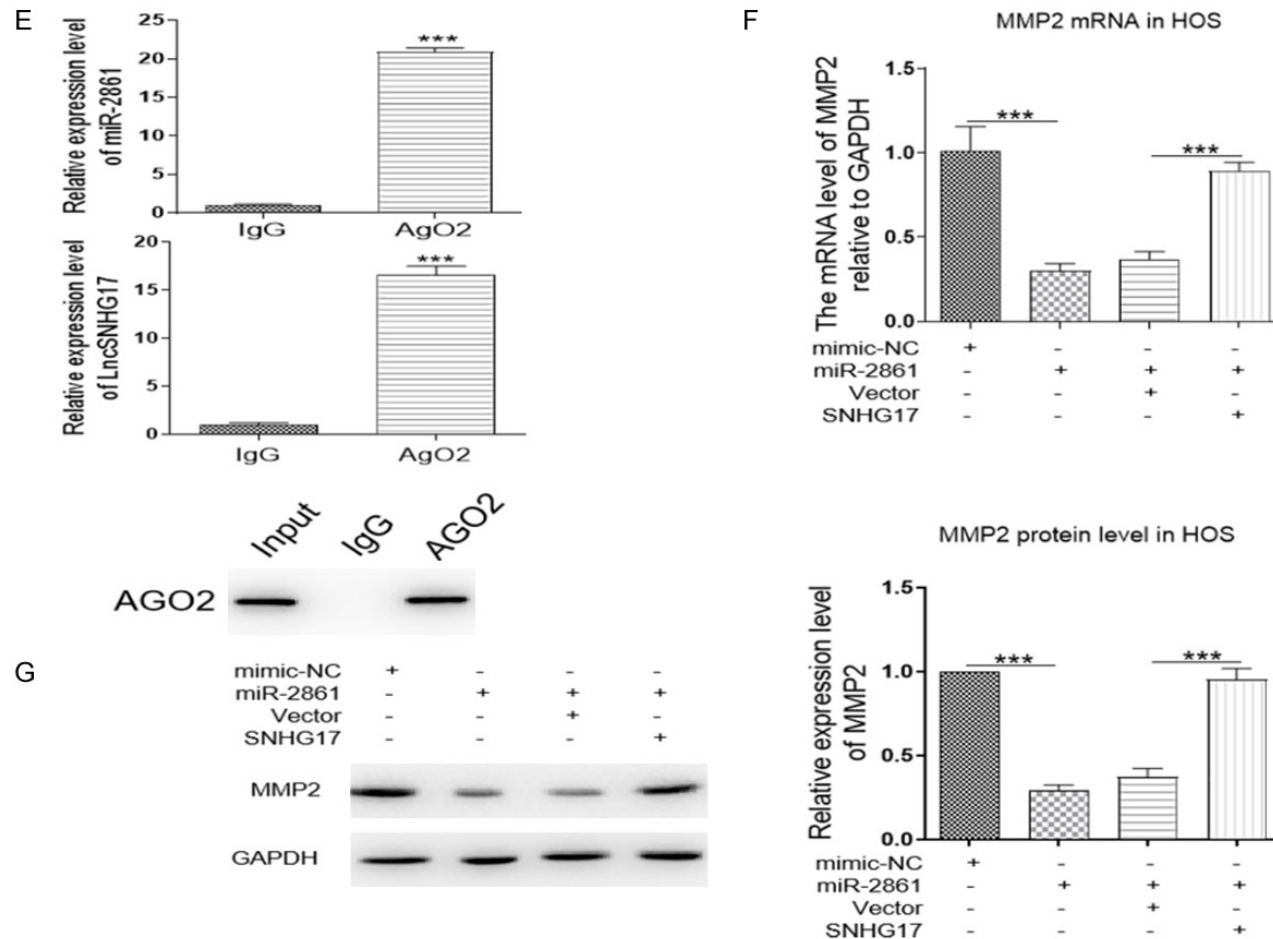 E
Relative expression level
of miR-2861
25
20
15
10
5
0
***
IgG
AgO2
Relative expression level
of LncSNHG17
20
15
10
5
0
***
IgG
AgO2
Input
IgG
AGO2
AGO2
F
MMP2 mRNA in HOS
The mRNA level of MMP2
relative to GAPDH
1.5
1.0
0.5
0.0
***
***
mimic-NC + - - -
miR-2861 - + + +
Vector - - + -
SNHG17 - - - +
MMP2 protein level in HOS
Relative expression level
of MMP2
1.5
1.0
0.5
0.0
***
***
mimic-NC + - - -
miR-2861 - + + +
Vector - - + -
SNHG17 - - - +
G
mimic-NC + - - -
miR-2861 - + + +
Vector - - + -
SNHG17 - - - +
MMP2
GAPDH